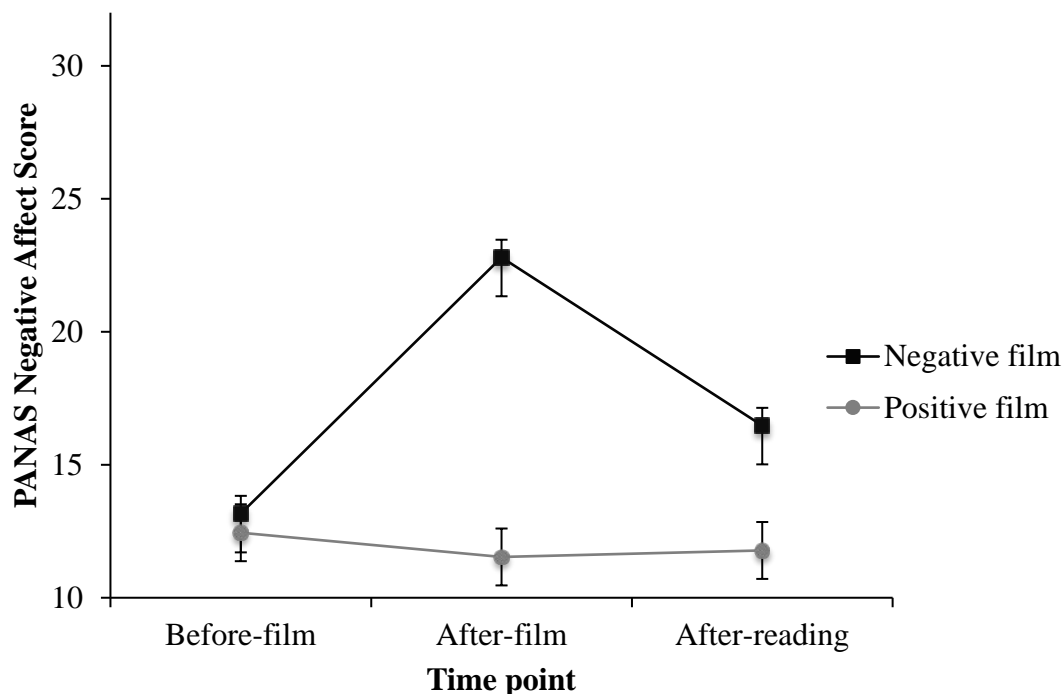 PANAS Negative Affect Score
30
25
20
15
10
Before-film
After-film
After-reading
Time point
Negative film
Positive film